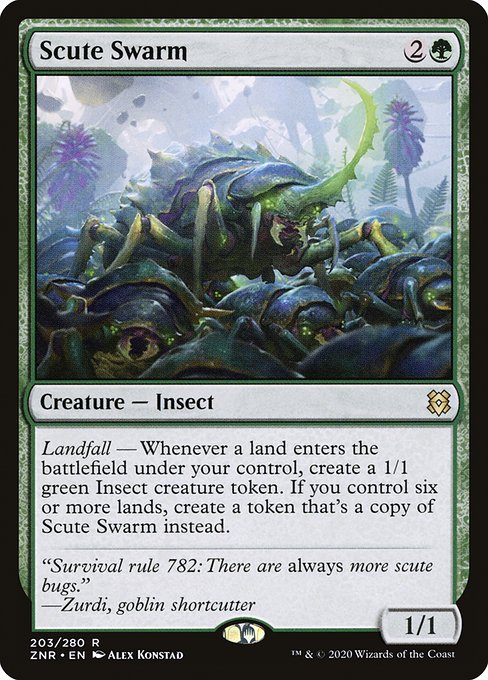 Scute Swarm 2
Creature — Insect
Landfall — Whenever a land enters the
battlefield under your control, create a 1/1
green Insect creature token. If you control six
or more lands, create a token that's a copy of
Scute Swarm instead.
“Survival rule 782: There are always more scute
bugs.”
—Zurdi, goblin shortcutter
1/1
203/280 R
ZNR • EN Alex Konstad
™ & © 2020 Wizards of the Coast